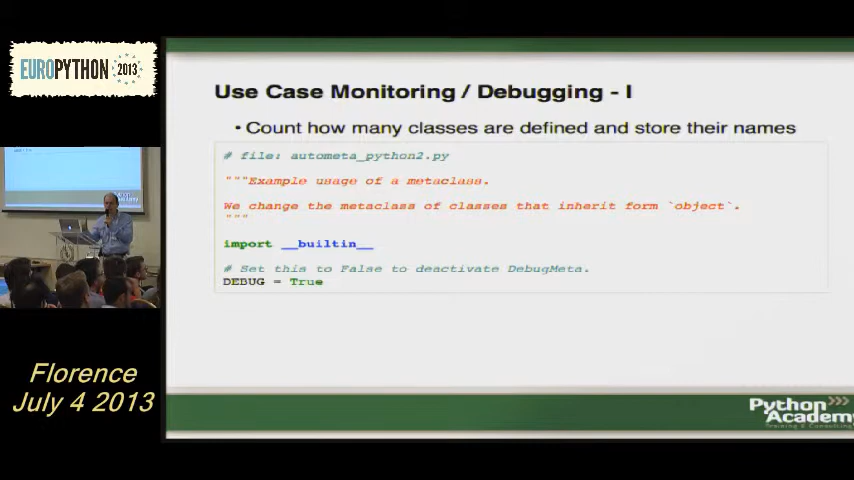 EUROPYTHON 2013
Use Case Monitoring / Debugging - I
• Count how many classes are defined and store their names
# file: autometa_python2.py
"""Example usage of a metaclass.
We change the metaclass of classes that inherit form `object`.
"""
import __builtin__
# Set this to False to deactivate DebugMeta.
DEBUG = True
Florence
July 4 2013
Python
Academy
Training & Consulting